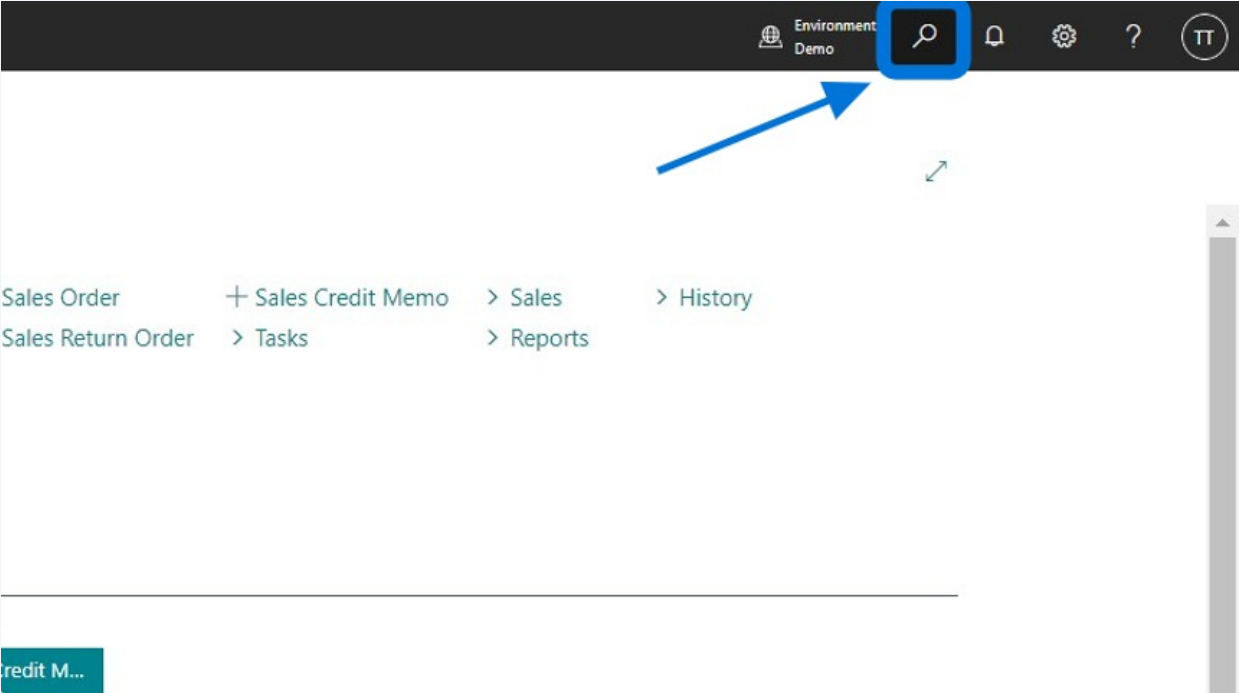 Environment
Demo
?
TT
Sales Order
+ Sales Credit Memo
> Sales
> History
Sales Return Order
> Tasks
> Reports
redit M...